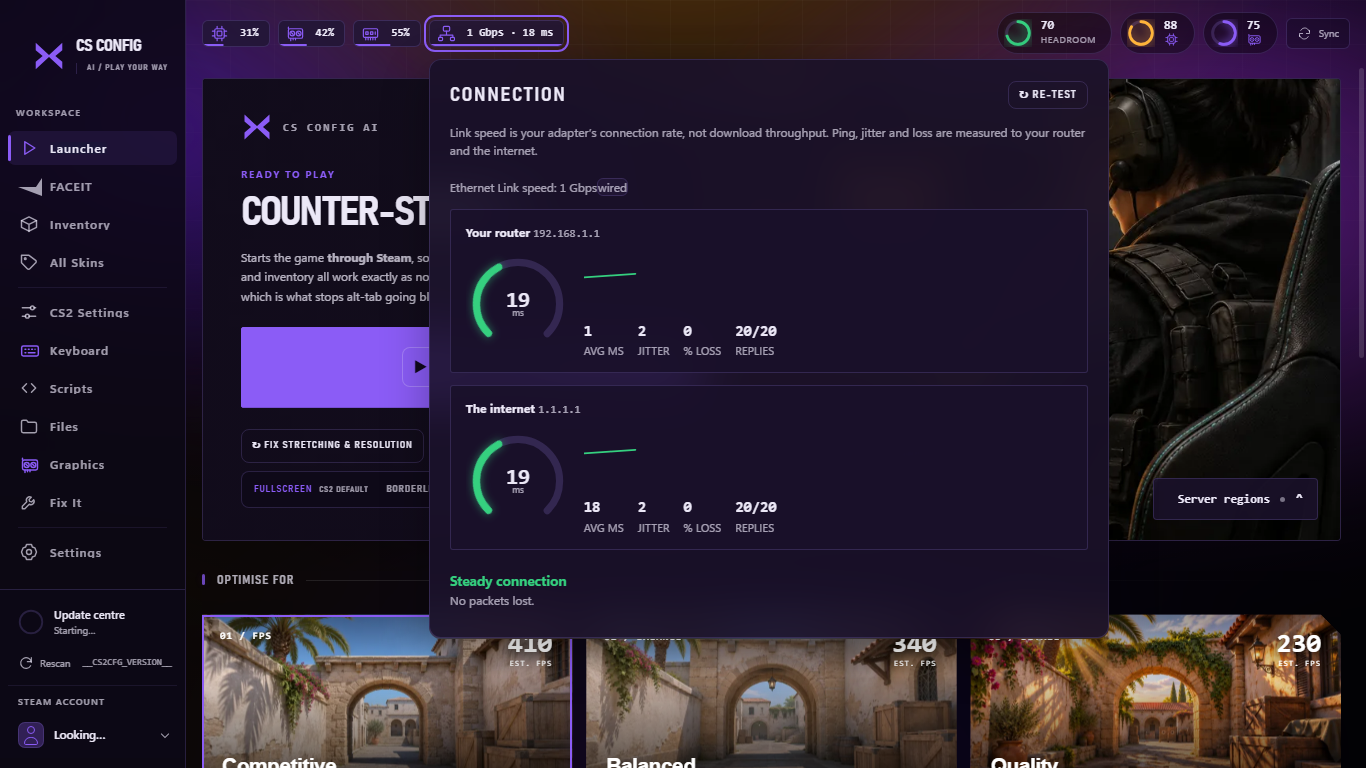 CS CONFIG
AI / PLAY YOUR WAY
WORKSPACE
Launcher
FACEIT
Inventory
All Skins
CS2 Settings
Keyboard
Scripts
Files
Graphics
Fix It
Settings
Update centre
Starting...
Rescan __CS2CFG_VERSION__
STEAM ACCOUNT
Looking...
31% 42% 55% 1 Gbps · 18 ms
70
HEADROOM
88
75
Sync
CS CONFIG AI
READY TO PLAY
COUNTER-ST
Starts the game through Steam, so
and inventory all work exactly as no
which is what stops alt-tab going bl
↻ FIX STRETCHING & RESOLUTION
FULLSCREEN CS2 DEFAULT BORDERL
CONNECTION
↻ RE-TEST
Link speed is your adapter's connection rate, not download throughput. Ping, jitter and loss are measured to your router
and the internet.
Ethernet Link speed: 1 Gbpswired
Your router 192.168.1.1
19
ms
1 2 0 20/20
AVG MS JITTER % LOSS REPLIES
The internet 1.1.1.1
19
ms
18 2 0 20/20
AVG MS JITTER % LOSS REPLIES
Steady connection
No packets lost.
Server regions
OPTIMISE FOR
01 / FPS
410
EST. FPS
Competitive
340
EST. FPS
Balanced
230
EST. FPS
Quality